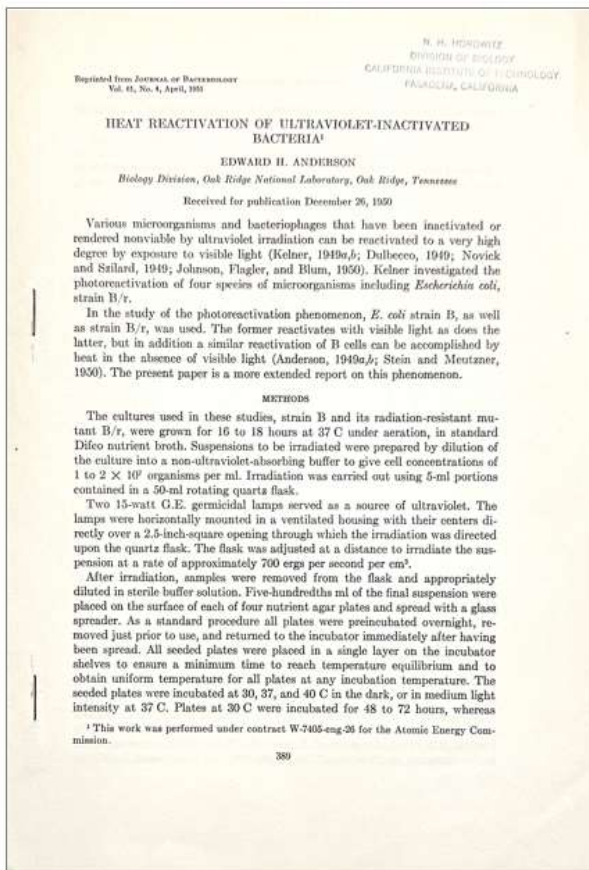 N. H. HOROWITZ
DIVISION OF BIOLOGY
CALIFORNIA INSTITUTE OF TECHNOLOGY
PASADENA, CALIFORNIA
Reprinted from JOURNAL OF BACTERIOLOGY
Vol. 61, No. 4, April, 1951
HEAT REACTIVATION OF ULTRAVIOLET-INACTIVATED
BACTERIA¹
EDWARD H. ANDERSON
Biology Division, Oak Ridge National Laboratory, Oak Ridge, Tennessee
Received for publication December 26, 1950
Various microorganisms and bacteriophages that have been inactivated or
rendered nonviable by ultraviolet irradiation can be reactivated to a very high
degree by exposure to visible light (Kelner, 1949a,b; Dulbecco, 1949; Novick
and Szilard, 1949; Johnson, Flagler, and Blum, 1950). Kelner investigated the
photoreactivation of four species of microorganisms including Escherichia coli,
strain B/r.
In the study of the photoreactivation phenomenon, E. coli strain B, as well
as strain B/r, was used. The former reactivates with visible light as does the
latter, but in addition a similar reactivation of B cells can be accomplished by
heat in the absence of visible light (Anderson, 1949a,b; Stein and Meutzner,
1950). The present paper is a more extended report on this phenomenon.
METHODS
The cultures used in these studies, strain B and its radiation-resistant mu-
tant B/r, were grown for 16 to 18 hours at 37 C under aeration, in standard
Difco nutrient broth. Suspensions to be irradiated were prepared by dilution of
the culture into a non-ultraviolet-absorbing buffer to give cell concentrations of
1 to 2 × 10⁷ organisms per ml. Irradiation was carried out using 5-ml portions
contained in a 50-ml rotating quartz flask.
Two 15-watt G.E. germicidal lamps served as a source of ultraviolet. The
lamps were horizontally mounted in a ventilated housing with their centers di-
rectly over a 2.5-inch-square opening through which the irradiation was directed
upon the quartz flask. The flask was adjusted at a distance to irradiate the sus-
pension at a rate of approximately 700 ergs per second per cm².
After irradiation, samples were removed from the flask and appropriately
diluted in sterile buffer solution. Five-hundredths ml of the final suspension were
placed on the surface of each of four nutrient agar plates and spread with a glass
spreader. As a standard procedure all plates were preincubated overnight, re-
moved just prior to use, and returned to the incubator immediately after having
been spread. All seeded plates were placed in a single layer on the incubator
shelves to ensure a minimum time to reach temperature equilibrium and to
obtain uniform temperature for all plates at any incubation temperature. The
seeded plates were incubated at 30, 37, and 40 C in the dark, or in medium light
intensity at 37 C. Plates at 30 C were incubated for 48 to 72 hours, whereas
¹ This work was performed under contract W-7405-eng-26 for the Atomic Energy Com-
mission.
389